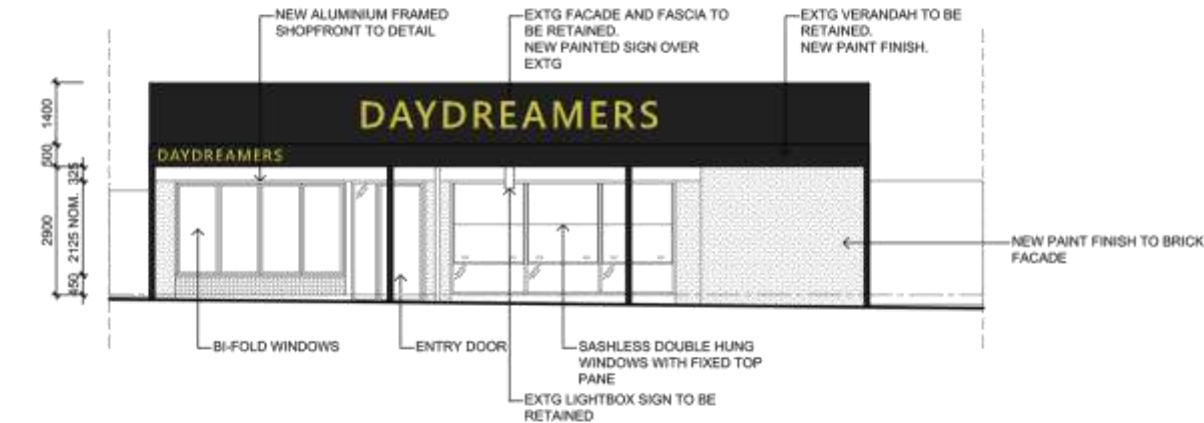 NEW ALUMINIUM FRAMED
SHOPFRONT TO DETAIL
EXTG FACADE AND FASCIA TO
BE RETAINED.
NEW PAINTED SIGN OVER
EXTG
EXTG VERANDAH TO BE
RETAINED.
NEW PAINT FINISH.
1400
500
325
2900
2125 NOM.
450
DAYDREAMERS
DAYDREAMERS
NEW PAINT FINISH TO BRICK
FACADE
BI-FOLD WINDOWS
ENTRY DOOR
SASHLESS DOUBLE HUNG
WINDOWS WITH FIXED TOP
PANE
EXTG LIGHTBOX SIGN TO BE
RETAINED